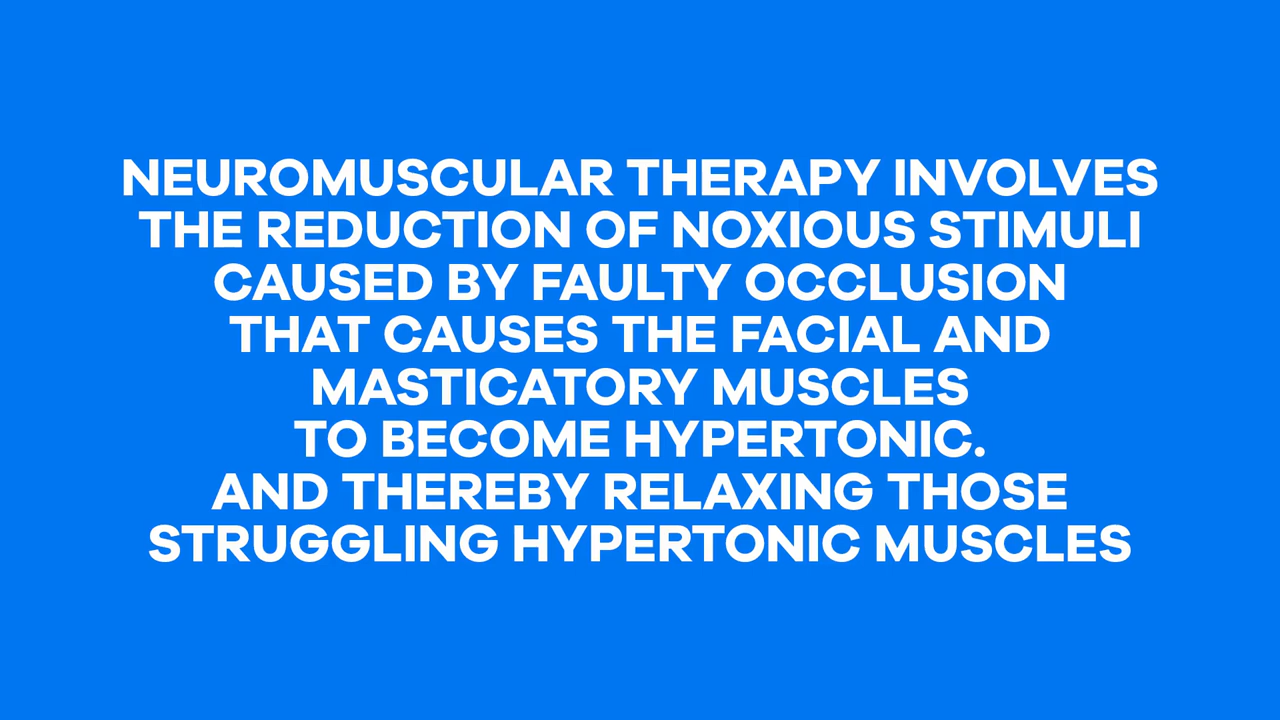 NEUROMUSCULAR THERAPY INVOLVES
THE REDUCTION OF NOXIOUS STIMULI
CAUSED BY FAULTY OCCLUSION
THAT CAUSES THE FACIAL AND
MASTICATORY MUSCLES
TO BECOME HYPERTONIC.
AND THEREBY RELAXING THOSE
STRUGGLING HYPERTONIC MUSCLES